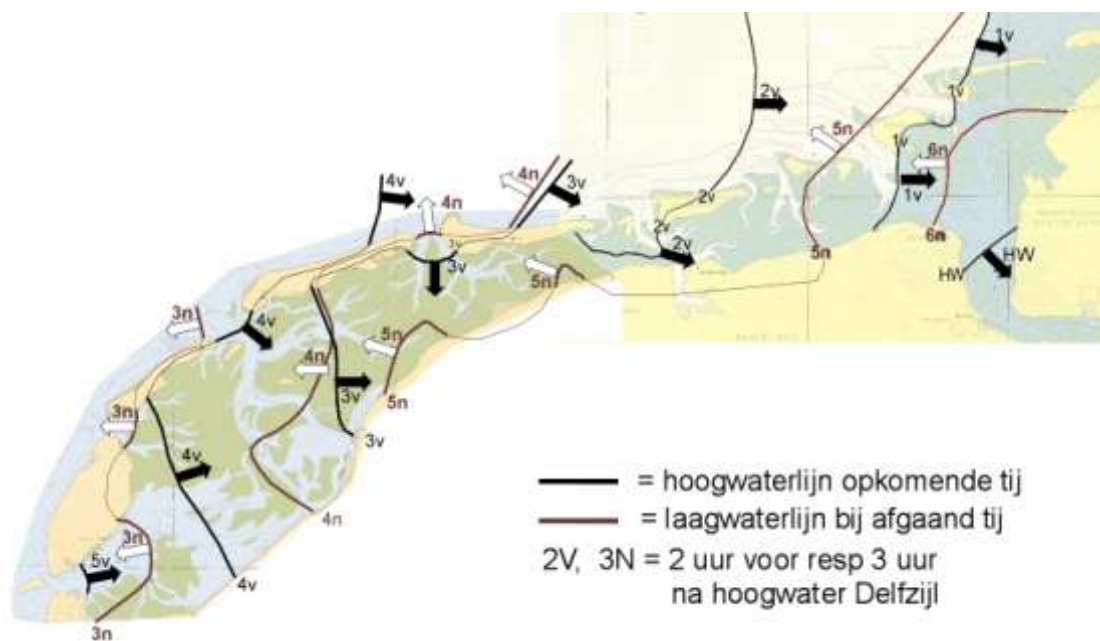 1v
2v
1v
5n
1v
6n
4v
4n
3v
4n
1v
2v
2v
2v
6n
3v
5n
HW
HW
5n
3n
4v
5n
4n
3v
5n
3n
3v
4v
4n
3n
5v
4v
3n
= hoogwaterlijn opkomende tij
= laagwaterlijn bij afgaand tij
2V, 3N = 2 uur voor resp 3 uur
na hoogwater Delfzijl